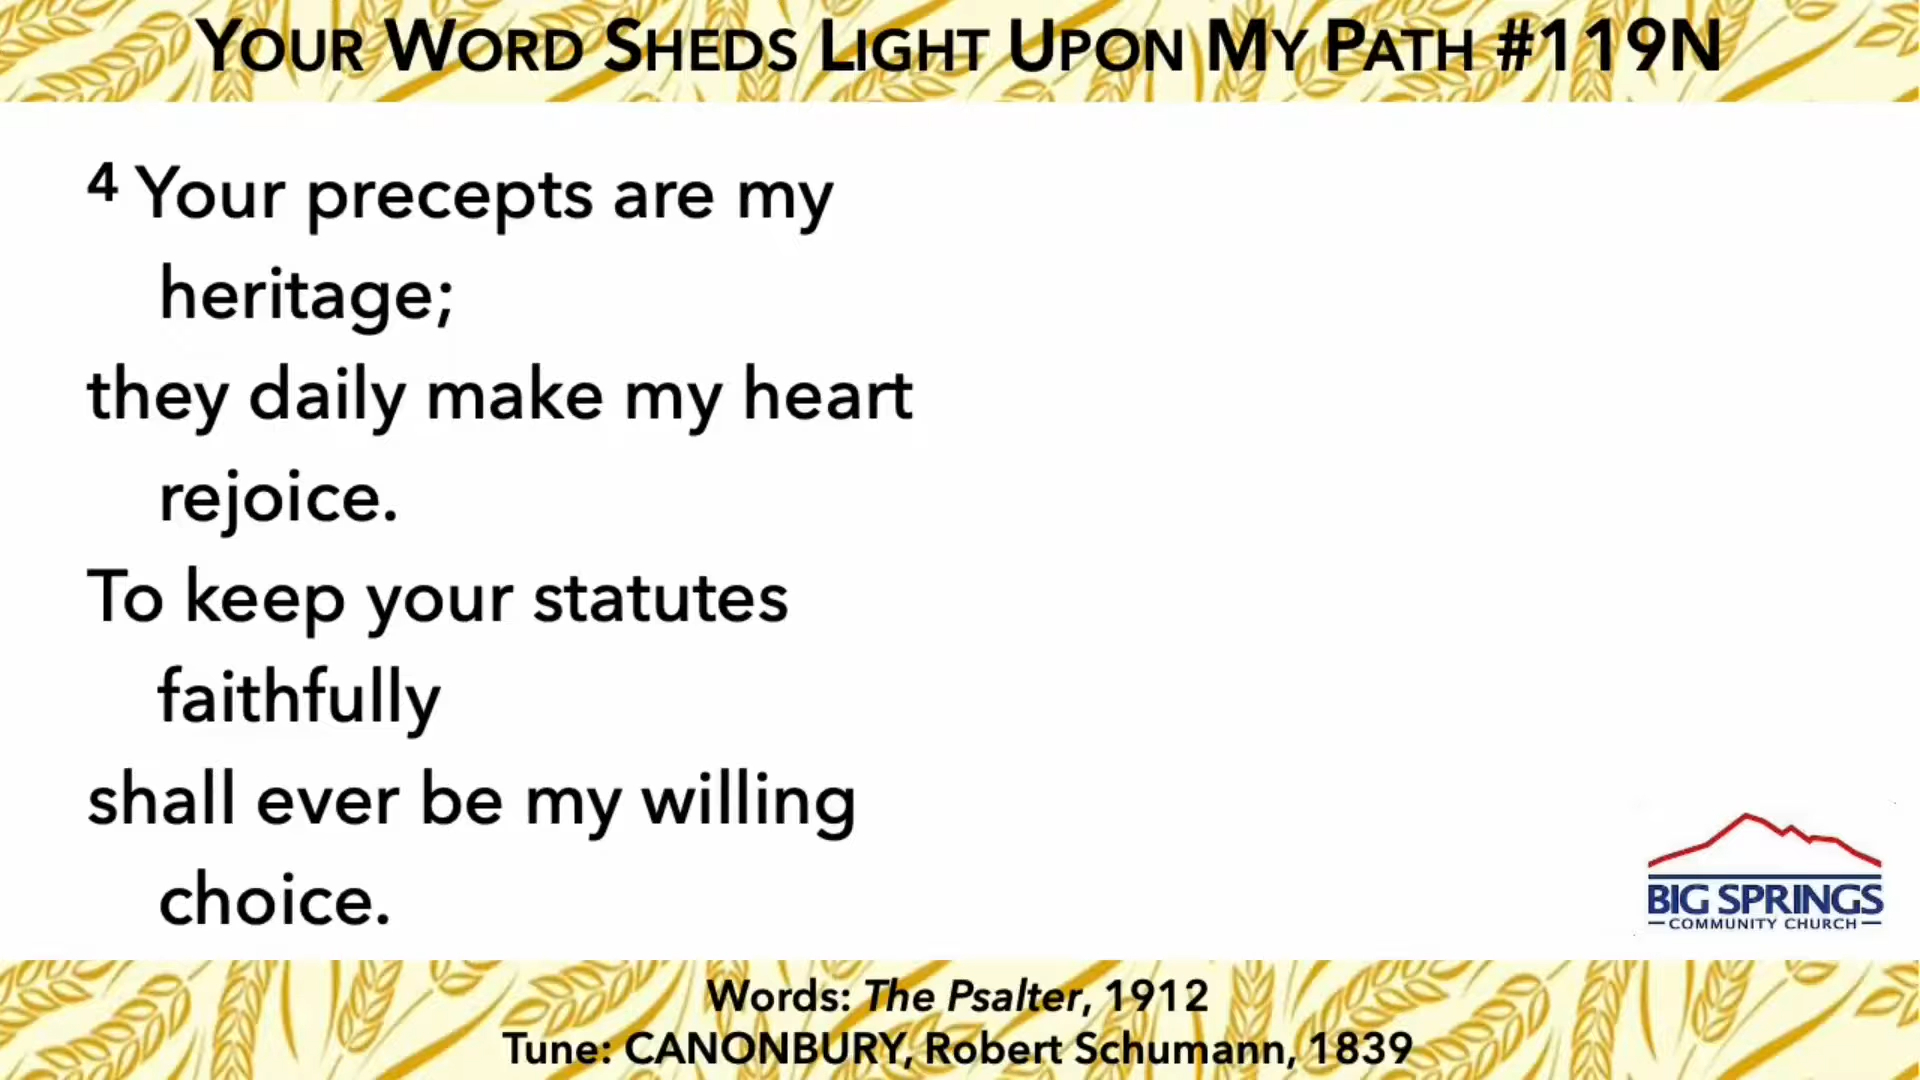 YOUR WORD SHEDS LIGHT UPON MY PATH #119N
4 Your precepts are my
heritage;
they daily make my heart
rejoice.
To keep your statutes
faithfully
shall ever be my willing
choice.
BIG SPRINGS
COMMUNITY CHURCH
Words: The Psalter, 1912
Tune: CANONBURY, Robert Schumann, 1839